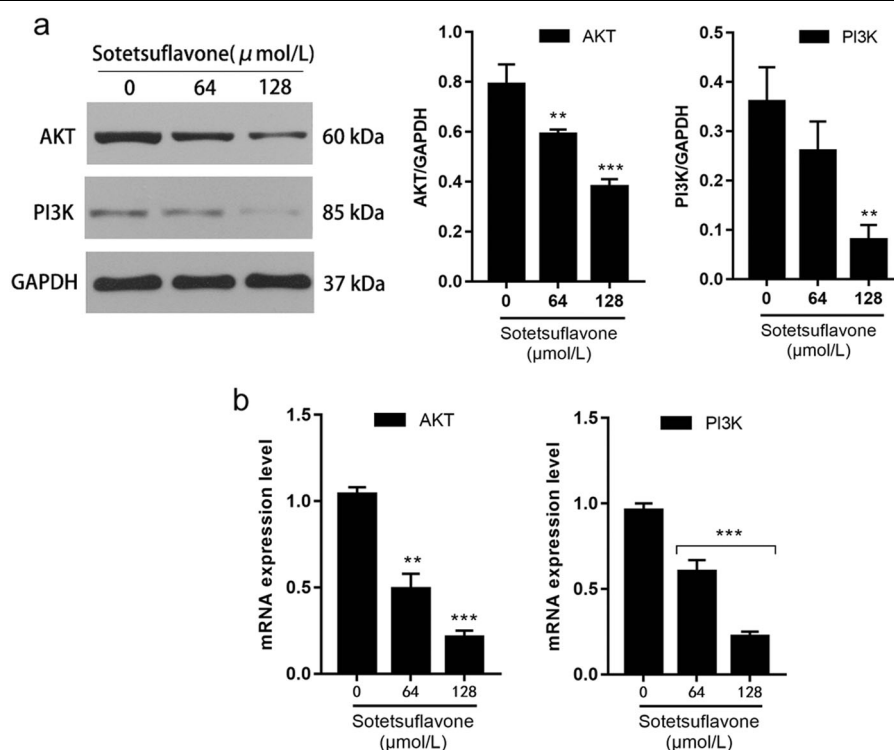 a
Sotetsuflavone(μmol/L)
0 64 128
AKT 60 kDa
PI3K 85 kDa
GAPDH 37 kDa
AKT
AKT/GAPDH
1.0
0.8
0.6
0.4
0.2
0.0
**
***
0 64 128
Sotetsuflavone
(μmol/L)
PI3K
PI3K/GAPDH
0.5
0.4
0.3
0.2
0.1
0.0
**
0 64 128
Sotetsuflavone
(μmol/L)
b
AKT
mRNA expression level
1.5
1.0
0.5
0.0
**
***
0 64 128
Sotetsuflavone
(μmol/L)
PI3K
mRNA expression level
1.5
1.0
0.5
0.0
***
0 64 128
Sotetsuflavone
(μmol/L)